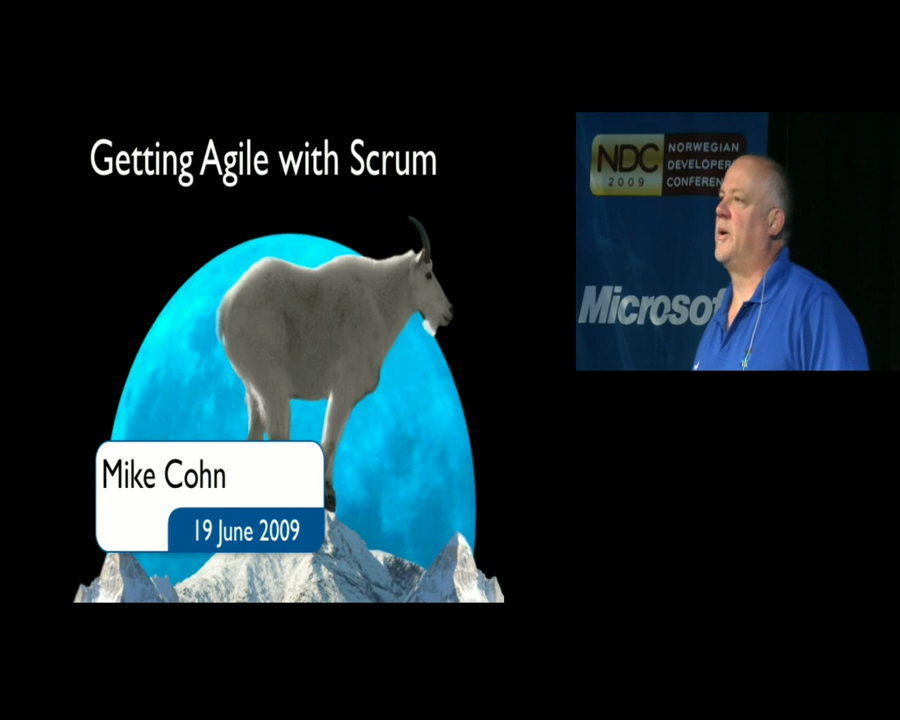 Getting Agile with Scrum
Mike Cohn
19 June 2009
NDC
2009
NORWEGIAN
DEVELOPER
CONFEREN
Microsof